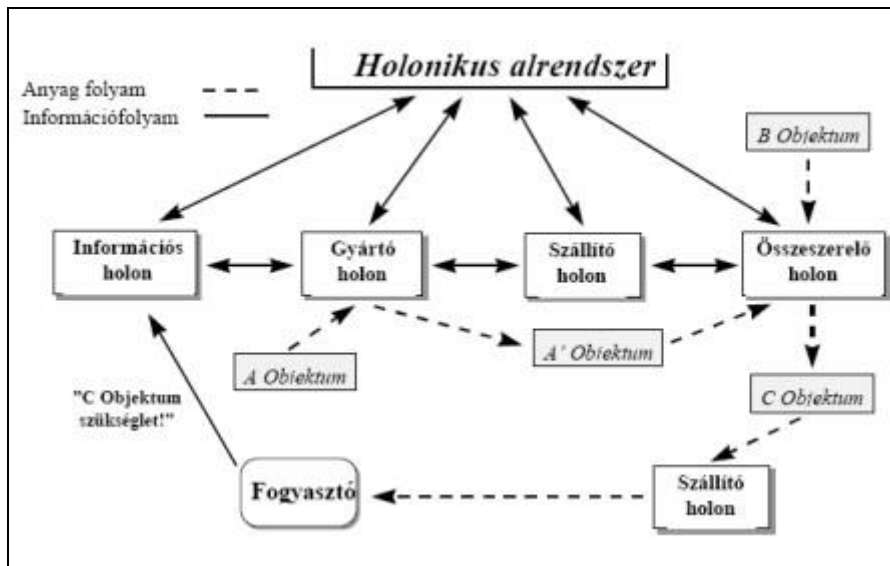 Holonikus alrendszer
Anyag folyam
Információfolyam
B Objektum
Információs
holon
Gyártó
holon
Szállító
holon
Összeszerelő
holon
A Objektum
A' Objektum
C Objektum
"C Objektum
szükséglet!"
Fogyasztó
Szállító
holon